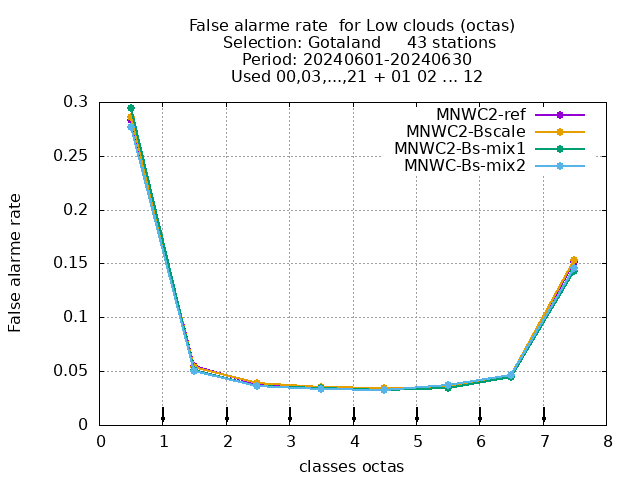 False alarme rate  for Low clouds (octas)
Selection: Gotaland     43 stations
Period: 20240601-20240630
Used 00,03,...,21 + 01 02 ... 12
MNWC2-ref
MNWC2-Bscale
MNWC2-Bs-mix1
MNWC-Bs-mix2
False alarme rate
0.3
0.25
0.2
0.15
0.1
0.05
0
0 1 2 3 4 5 6 7 8
classes octas